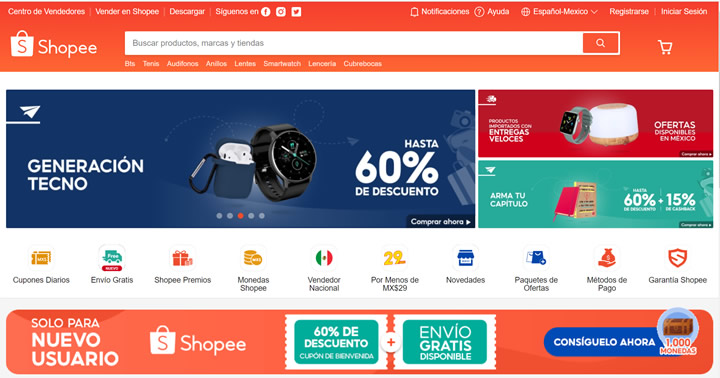 Centro de Vendedores
Vender en Shopee
Descargar
Síguenos en
Notificaciones
Ayuda
Español-Mexico
Registrarse
Iniciar Sesión
Shopee
Buscar productos, marcas y tiendas
Bts Tenis Audífonos Anillos Lentes Smartwatch Lencería Cubreboces
GENERACIÓN
TECNO
HASTA
60%
DE DESCUENTO
Comprar ahora
PRODUCTOS
IMPORTADOS CON
ENTREGAS
VELOCES
OFERTAS
DISPONIBLES
EN MÉXICO
Comprar ahora
ARMA TU
CAPÍTULO
HASTA
60% + 15%
DE DESCUENTO DE CASHBACK
Comprar ahora
Cupones Diarios
Free
NUEVO
Envío Gratis
Shopee Premios
Monedas
Shopee
Vendedor
Nacional
29
Por Menos de
MX$29
Novedades
Paquetes de
Ofertas
Métodos de
Pago
Garantía Shopee
SOLO PARA
NUEVO
USUARIO
Shopee
60% DE
DESCUENTO
CUPÓN DE BIENVENIDA
+
ENVÍO
GRATIS
DISPONIBLE
CONSÍGUELO AHORA
1,000
MONEDAS